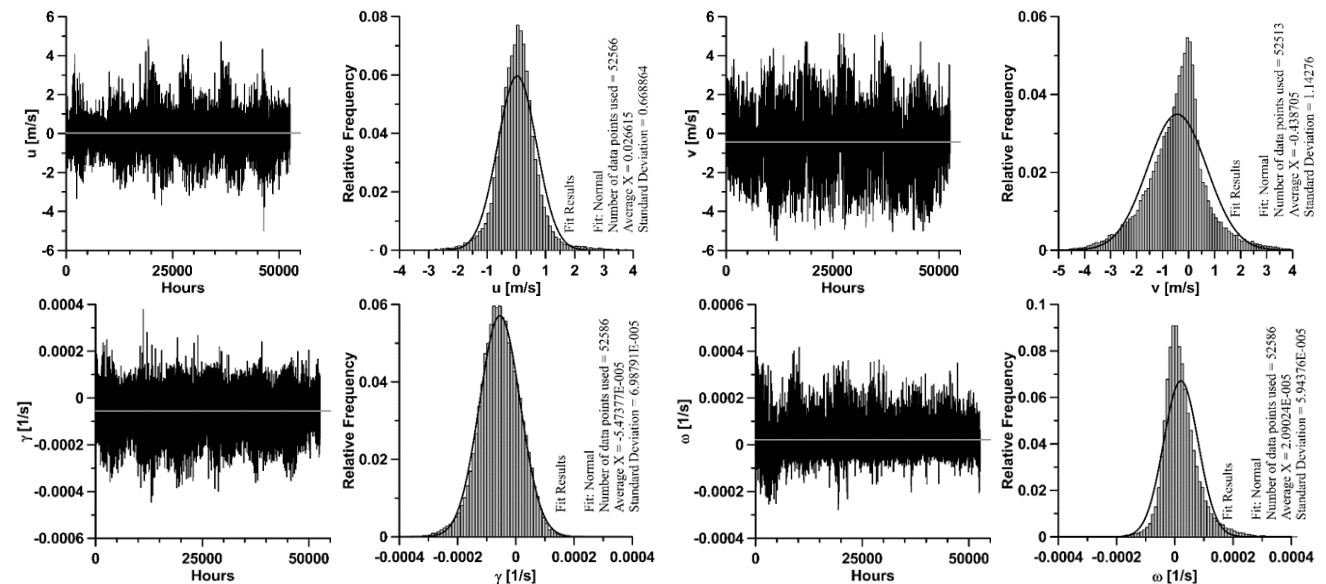 6
4
2
0
-2
-4
-6
u [m/s]
0 25000 50000
Hours
0.08
0.06
0.04
0.02
- 0
Relative Frequency
-4 -3 -2 -1 0 1 2 3 4
u [m/s]
Fit Results
Fit: Normal
Number of data points used = 52566
Average X = 0.026615
Standard Deviation = 0.668864
6
4
2
0
-2
-4
-6
v [m/s]
0 25000 50000
Hours
0.06
0.04
0.02
0
Relative Frequency
-5 -4 -3 -2 -1 0 1 2 3 4
v [m/s]
Fit Results
Fit: Normal
Number of data points used = 52513
Average X = -0.438705
Standard Deviation = 1.14276
0.0004
0.0002
0
-0.0002
-0.0004
-0.0006
γ [1/s]
0 25000 50000
Hours
0.06
0.04
0.02
0
Relative Frequency
-0.0004 -0.0002 0 0.0002 0.0004
γ [1/s]
Fit Results
Fit: Normal
Number of data points used = 52586
Average X = -5.47377E-005
Standard Deviation = 6.98791E-005
0.0006
0.0004
0.0002
0
-0.0002
-0.0004
ω [1/s]
0 25000 50000
Hours
0.1
0.08
0.06
0.04
0.02
0
Relative Frequency
-0.0004 -0.0002 0 0.0002 0.0004
ω [1/s]
Fit Results
Fit: Normal
Number of data points used = 52586
Average X = 2.09024E-005
Standard Deviation = 5.94376E-005